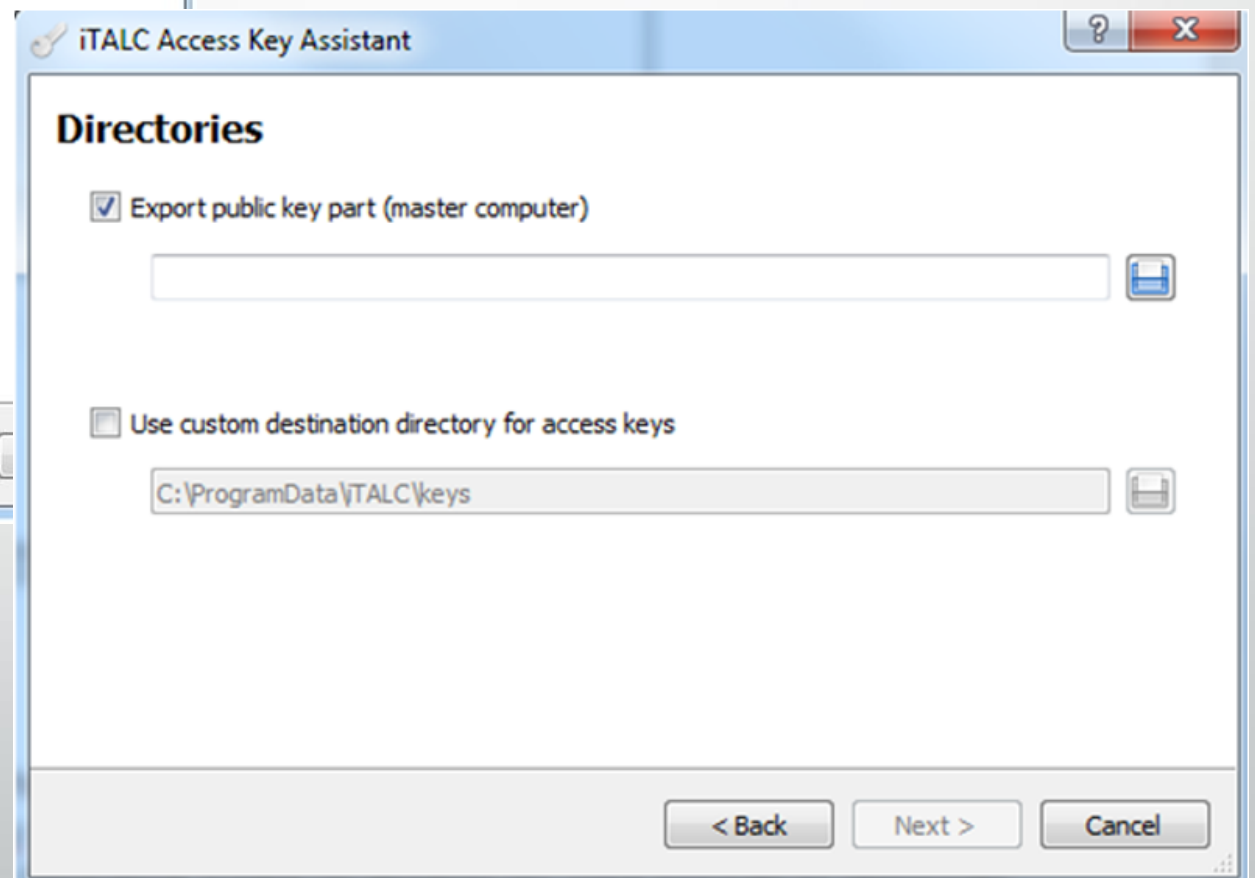 iTALC Access Key Assistant
Directories
Export public key part (master computer)
Use custom destination directory for access keys
C:\ProgramData\iTALC\keys
< Back Next > Cancel